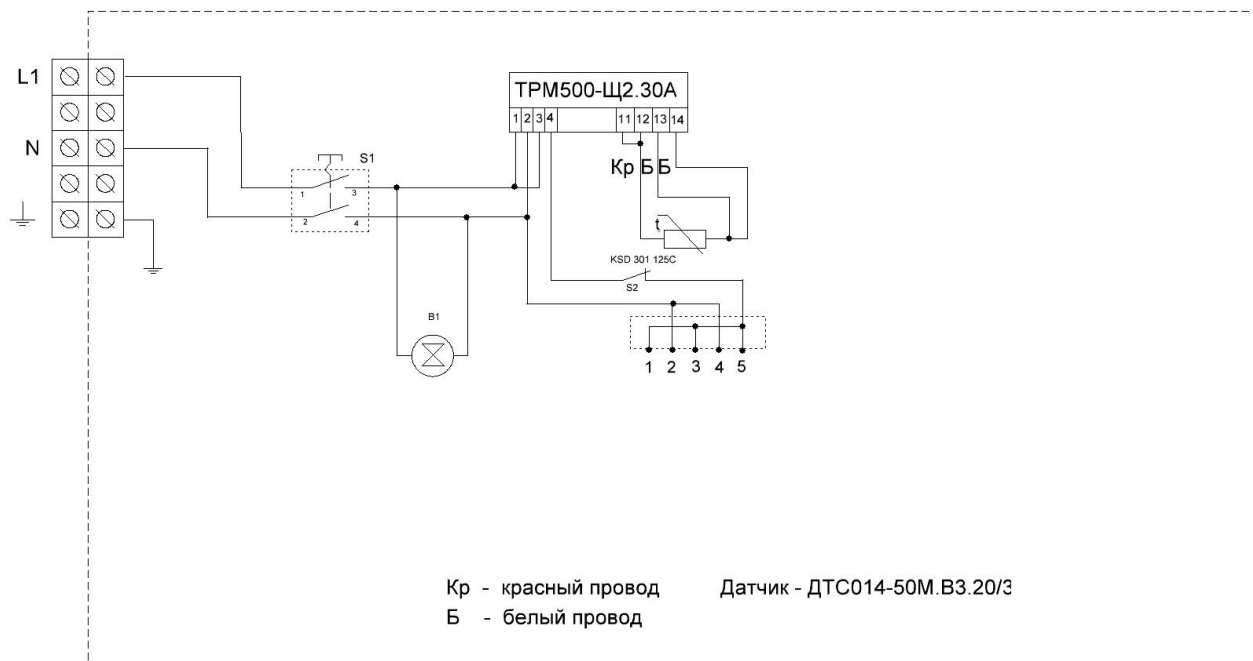 L1
N
ТРМ500-Щ2.30А
1 2 3 4 11 12 13 14
Кр Б Б
S1
1 3
2 4
t
KSD 301 125C
S2
B1
1 2 3 4 5
Кр - красный провод Датчик - ДТС014-50М.В3.20/3
Б - белый провод